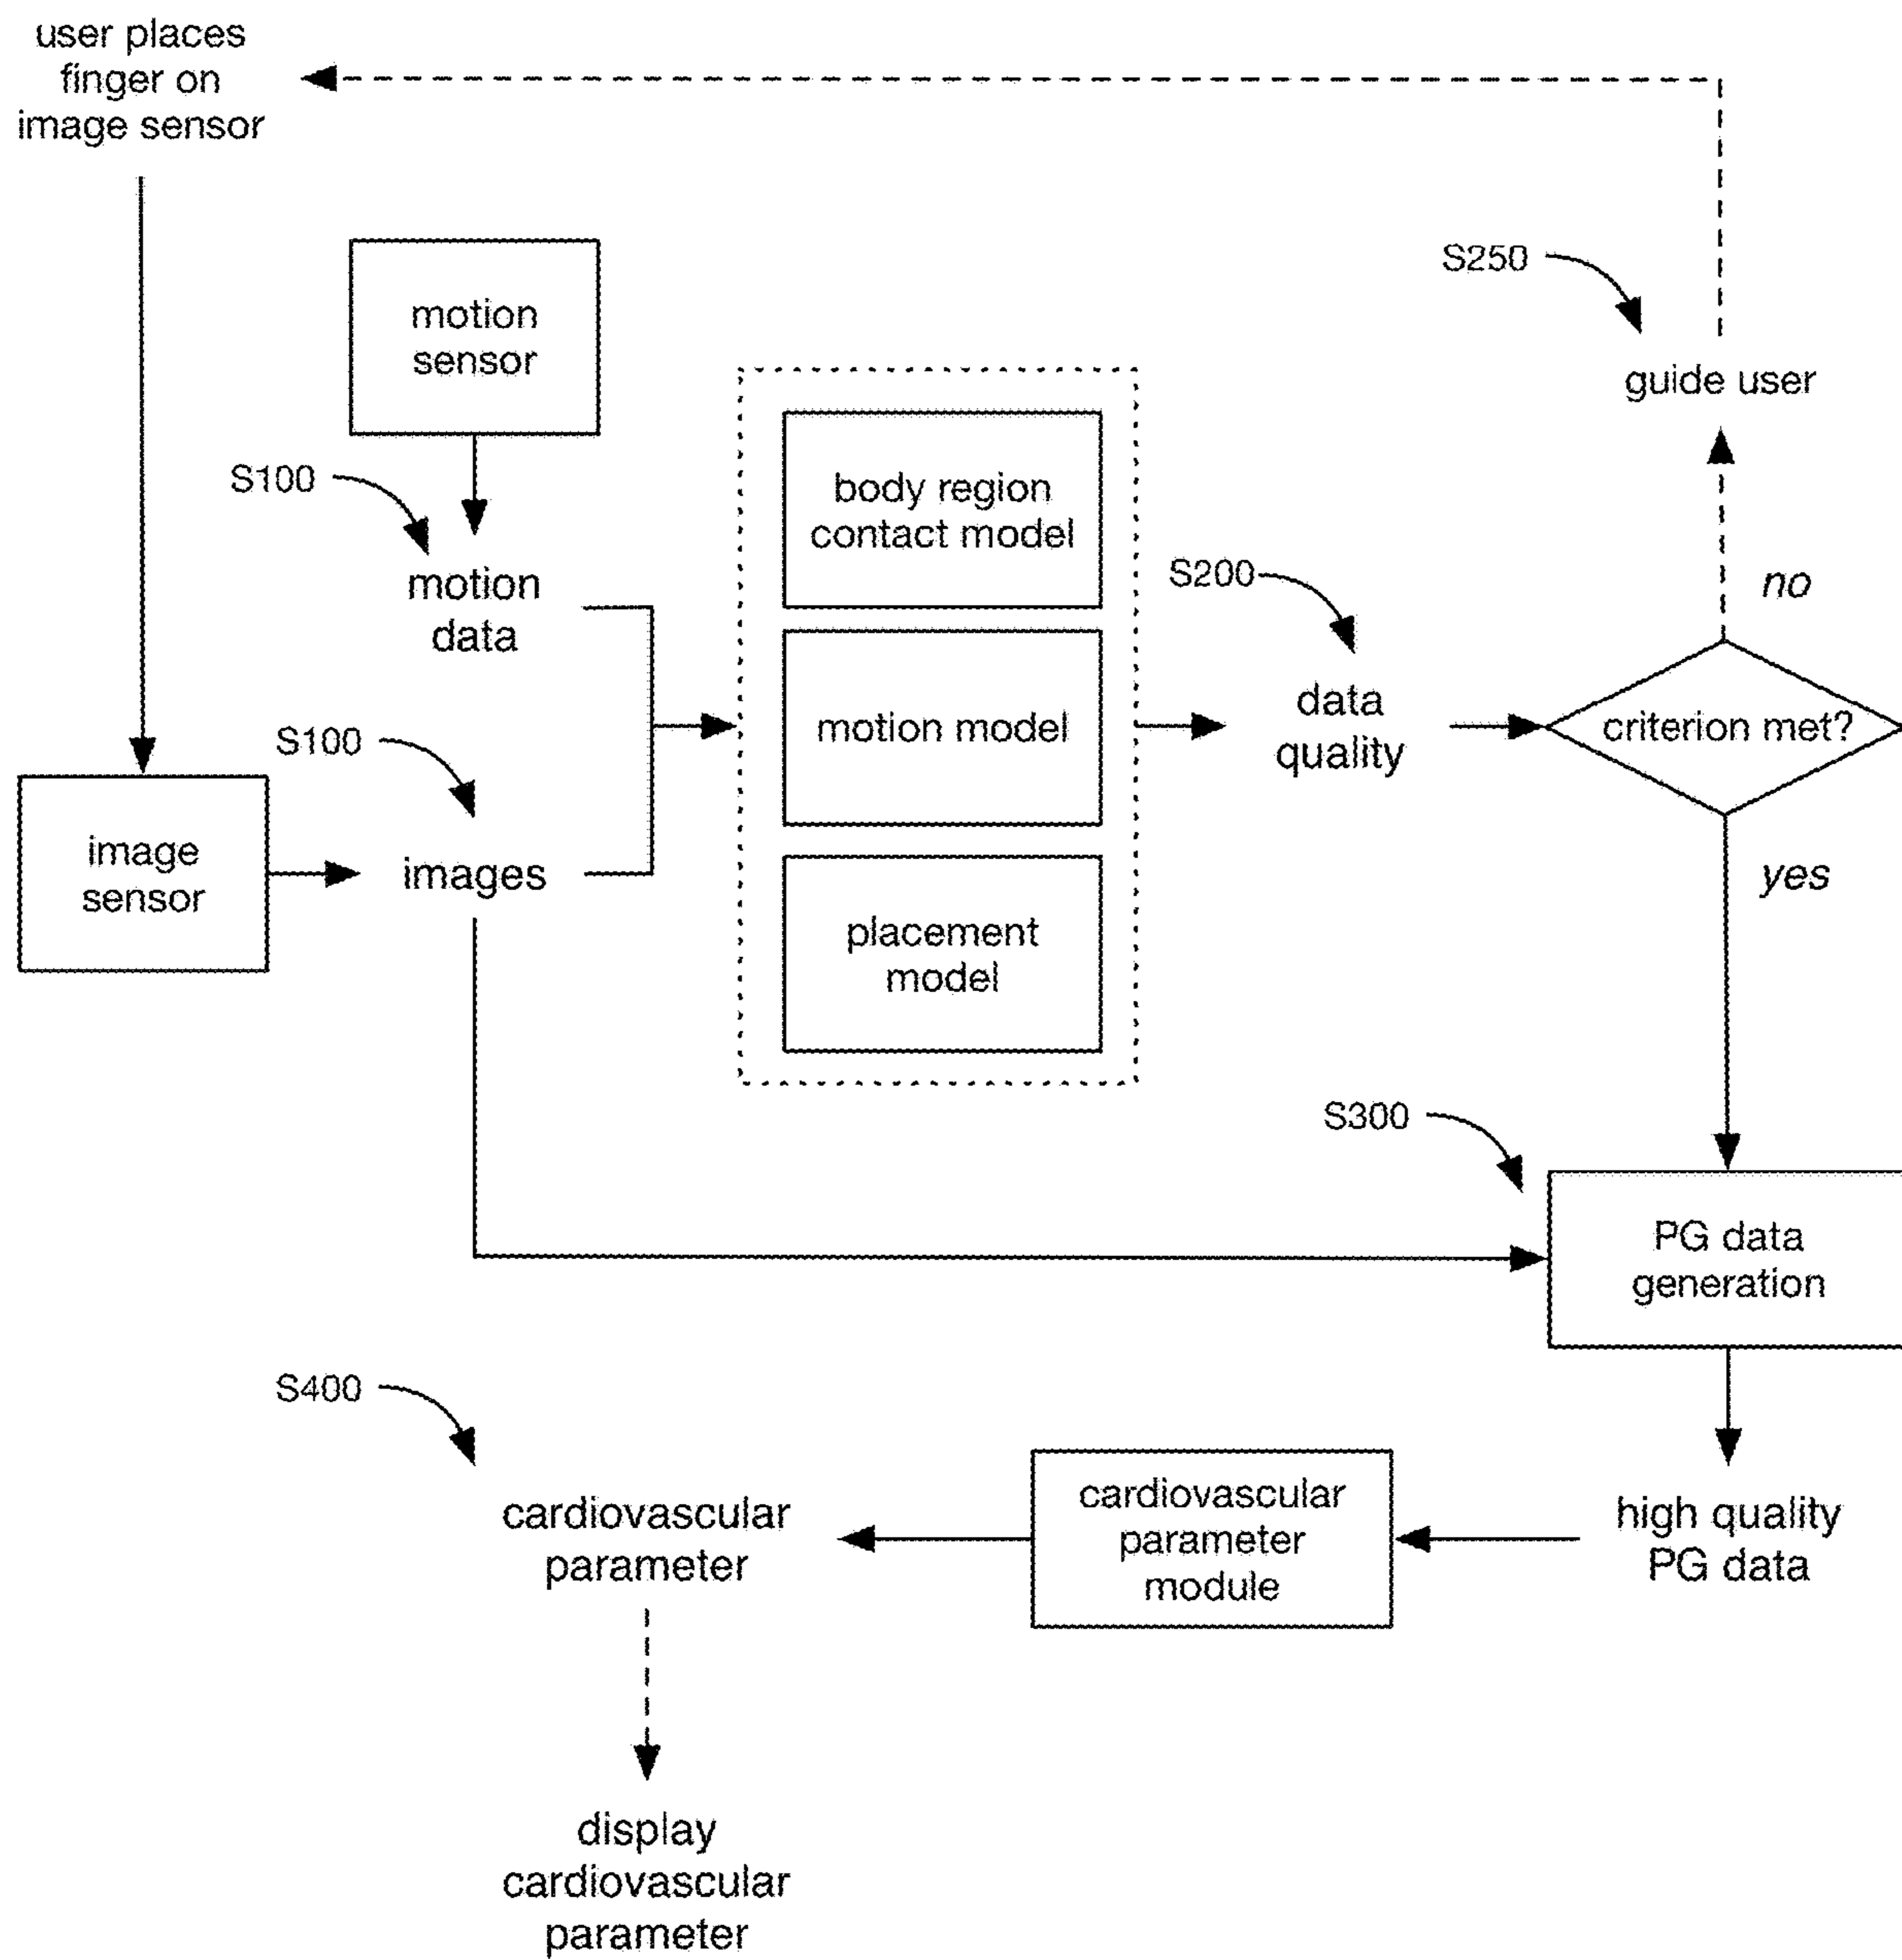 user places
finger on
image sensor
motion
sensor
S250
guide user
S100
motion
data
body region
contact model
S200
no
motion model
data
quality
criterion met?
S100
images
image
sensor
yes
placement
model
S300
PG data
generation
S400
cardiovascular
parameter
cardiovascular
parameter
module
high quality
PG data
display
cardiovascular
parameter